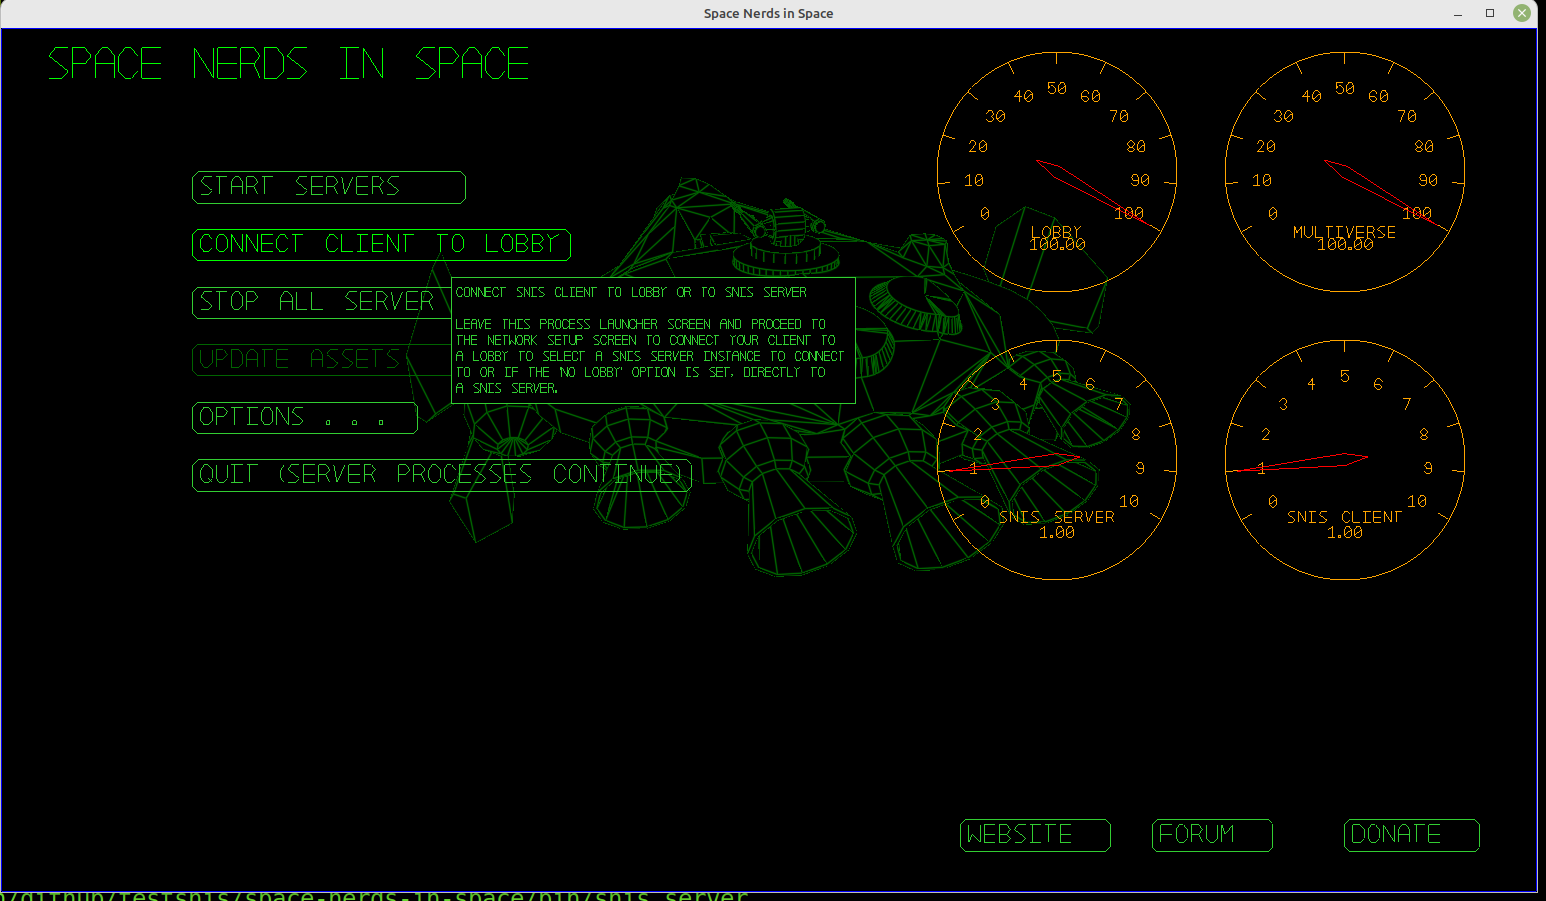 Space Nerds in Space
SPACE NERDS IN SPACE
START SERVERS
CONNECT CLIENT TO LOBBY
STOP ALL SERVER
UPDATE ASSETS
OPTIONS . . .
QUIT (SERVER PROCESSES CONTINUE)
CONNECT SNIS CLIENT TO LOBBY OR TO SNIS SERVER
LEAVE THIS PROCESS LAUNCHER SCREEN AND PROCEED TO
THE NETWORK SETUP SCREEN TO CONNECT YOUR CLIENT TO
A LOBBY TO SELECT A SNIS SERVER INSTANCE TO CONNECT
TO OR IF THE 'NO LOBBY' OPTION IS SET, DIRECTLY TO
A SNIS SERVER.
0 10 20 30 40 50 60 70 80 90 100
LOBBY
100.00
0 10 20 30 40 50 60 70 80 90 100
MULTIVERSE
100.00
0 1 2 3 4 5 6 7 8 9 10
SNIS SERVER
1.00
0 1 2 3 4 5 6 7 8 9 10
SNIS CLIENT
1.00
WEBSITE
FORUM
DONATE
/github/testsnis/space-nerds-in-space/bin/snis_server